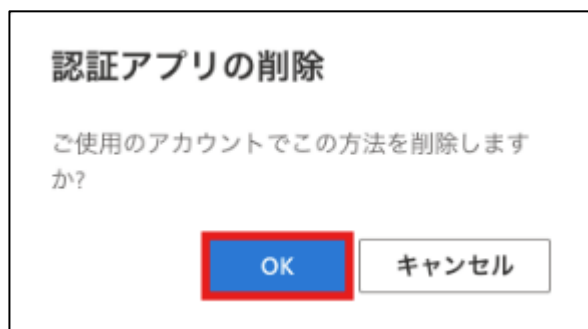 認証アプリの削除
ご使用のアカウントでこの方法を削除します
か?
OK
キャンセル